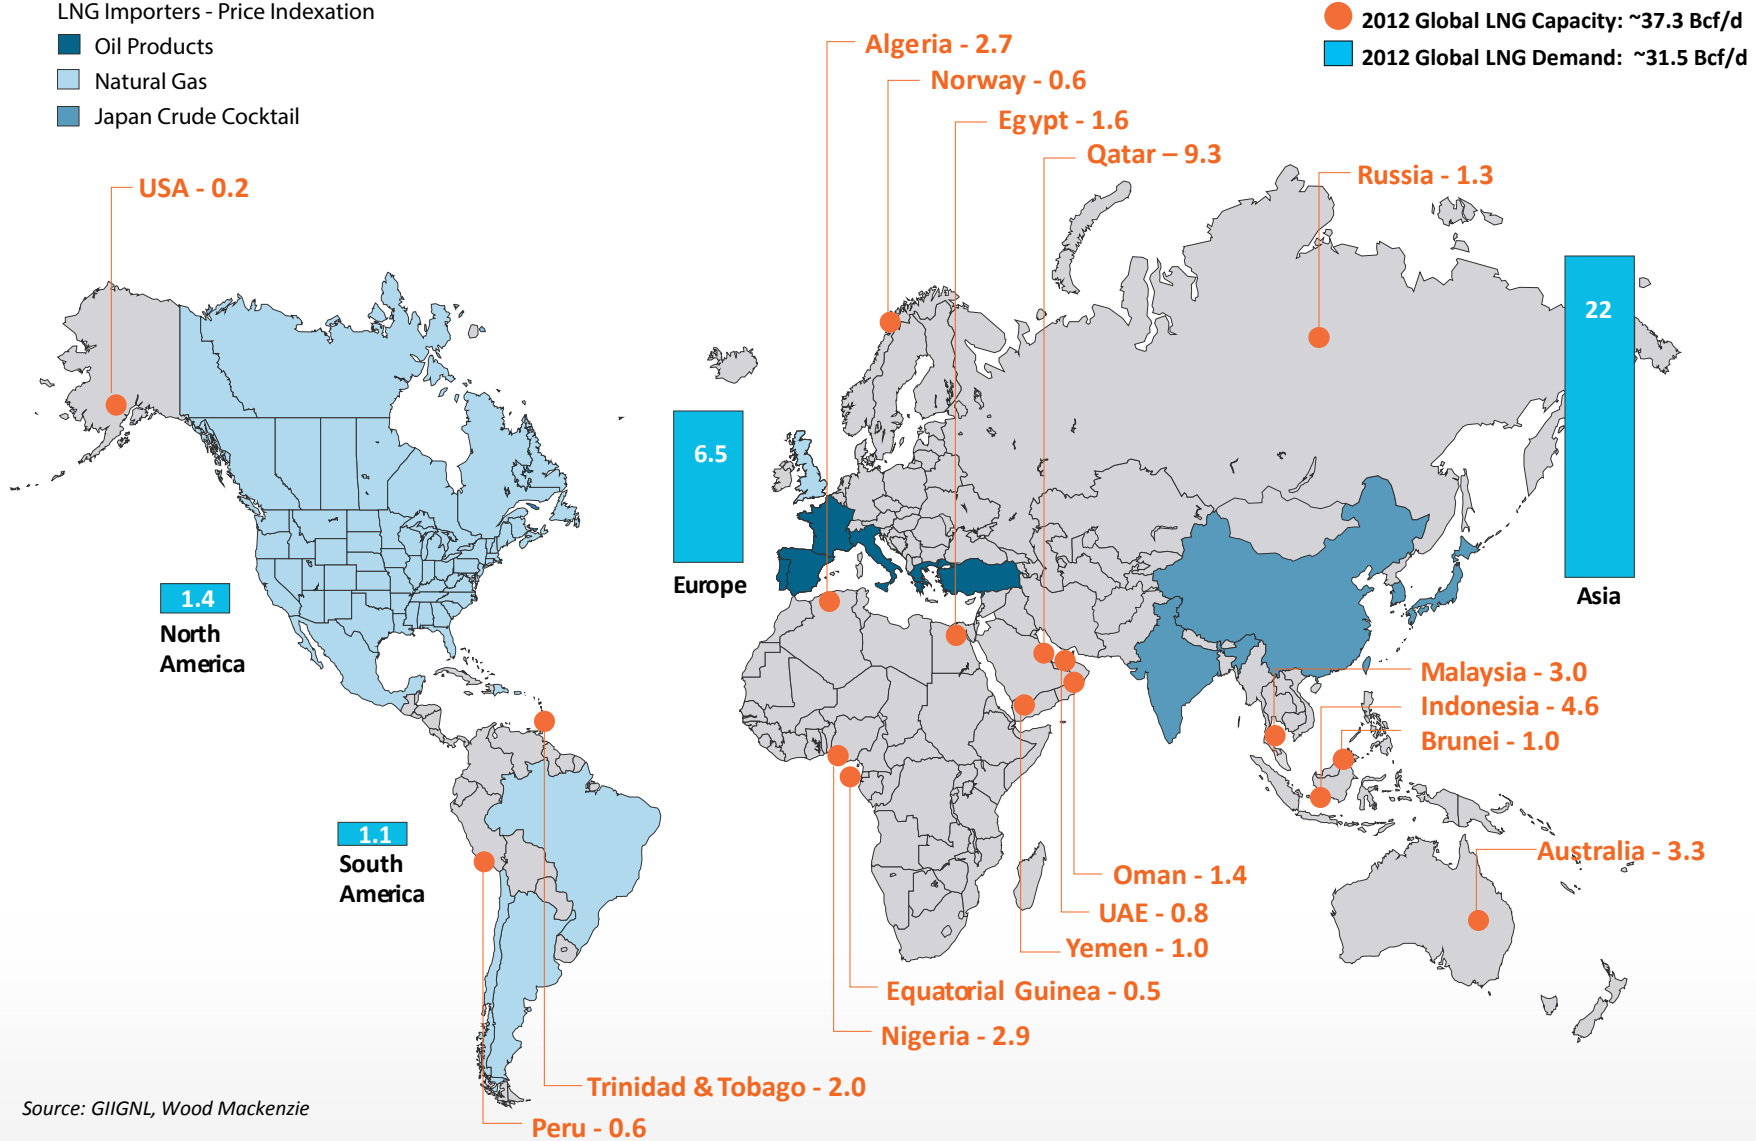 LNG Importers - Price Indexation
Oil Products
Natural Gas
Japan Crude Cocktail
2012 Global LNG Capacity: ~37.3 Bcf/d
2012 Global LNG Demand: ~31.5 Bcf/d
Algeria - 2.7
Norway - 0.6
Egypt - 1.6
Qatar – 9.3
Russia - 1.3
USA - 0.2
22
Asia
6.5
Europe
1.4
North
America
1.1
South
America
Malaysia - 3.0
Indonesia - 4.6
Brunei - 1.0
Australia - 3.3
Oman - 1.4
UAE - 0.8
Yemen - 1.0
Equatorial Guinea - 0.5
Nigeria - 2.9
Trinidad & Tobago - 2.0
Peru - 0.6
Source: GIIGNL, Wood Mackenzie